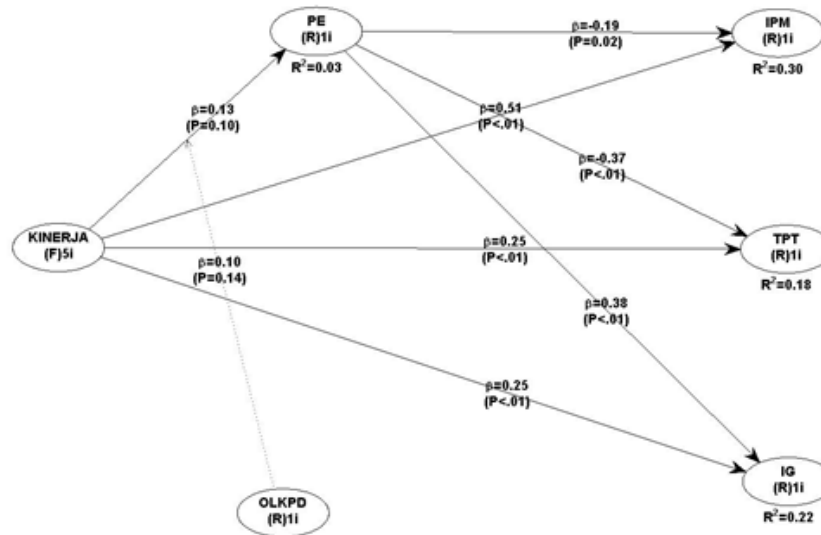 PE
(R)1i
R²=0.03
β=-0.19
(P=0.02)
IPM
(R)1i
R²=0.30
β=0.13
(P=0.10)
β=0.51
(P<.01)
β=-0.37
(P<.01)
KINERJA
(F)5i
β=0.25
(P<.01)
TPT
(R)1i
R²=0.18
β=0.10
(P=0.14)
β=0.38
(P<.01)
β=0.25
(P<.01)
IG
(R)1i
R²=0.22
OLKPD
(R)1i